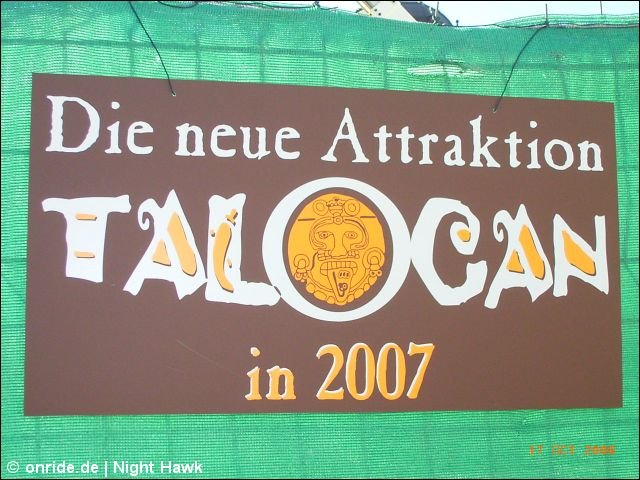 Die neue Attraktion
TALOCAN
in 2007
© onride.de | Night Hawk